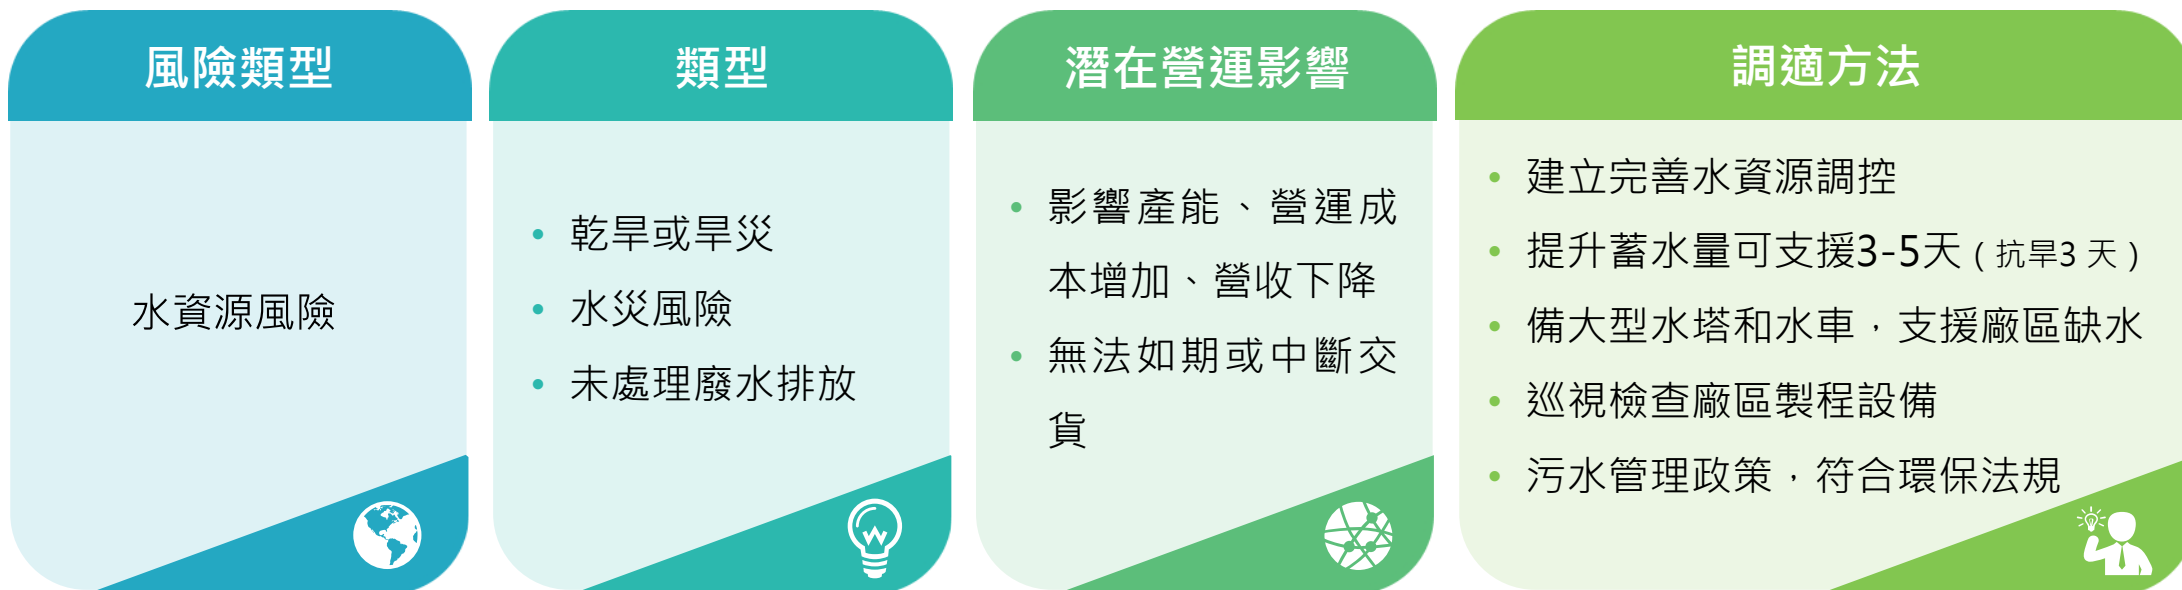 風險類型
水資源風險
類型
• 乾旱或旱災
• 水災風險
• 未處理廢水排放
潛在營運影響
• 影響產能、營運成
本增加、營收下降
• 無法如期或中斷交
貨
調適方法
• 建立完善水資源調控
• 提升蓄水量可支援3-5天（抗旱3 天）
• 備大型水塔和水車，支援廠區缺水
• 巡視檢查廠區製程設備
• 污水管理政策，符合環保法規